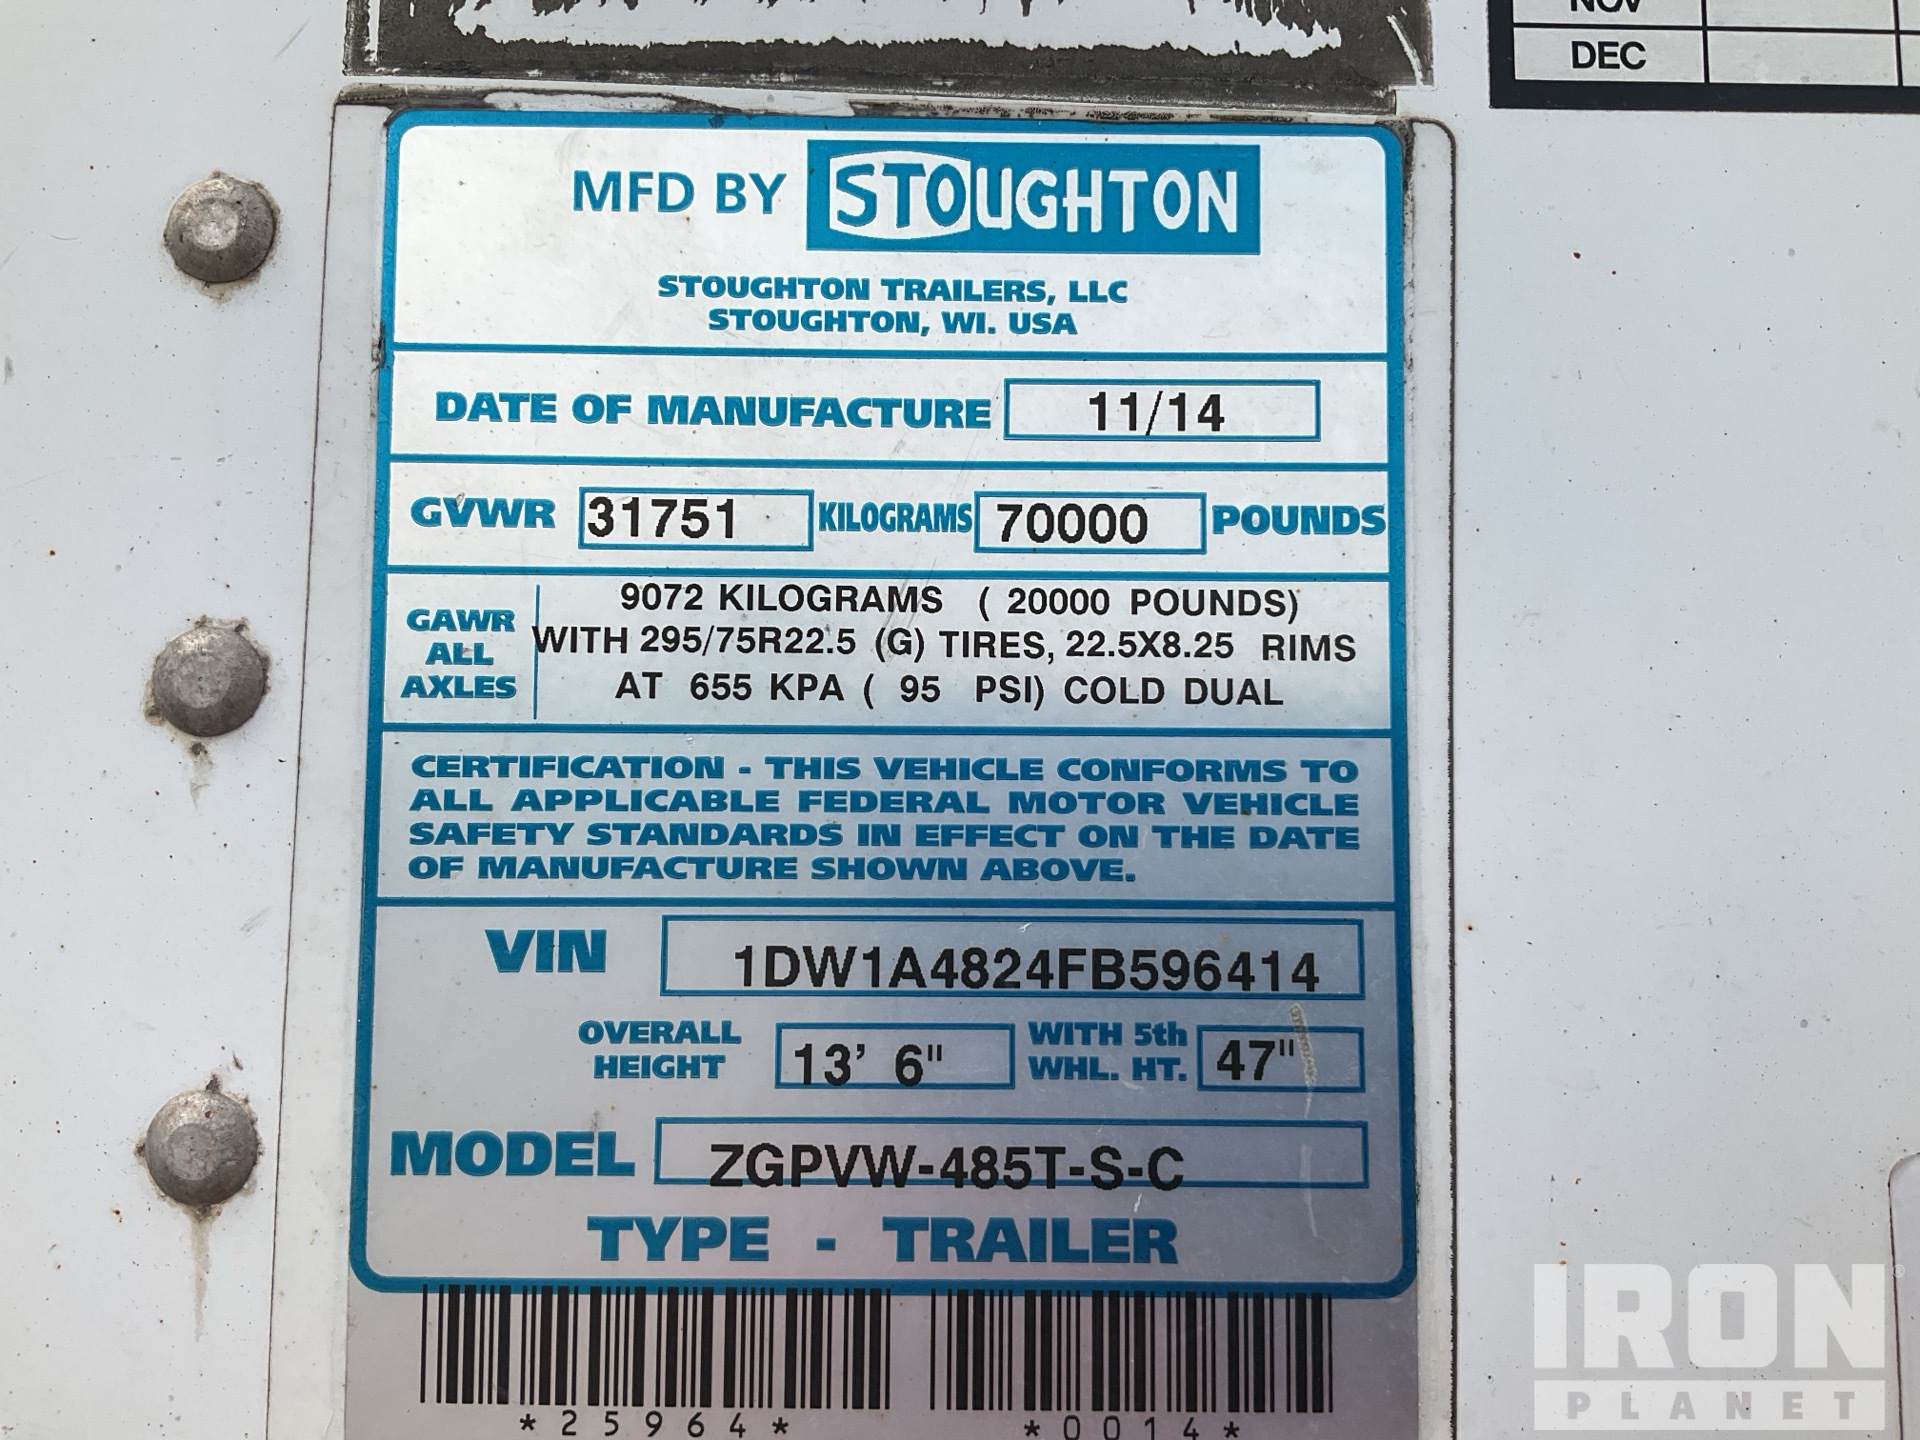 NOV
DEC
MFD BY STOUGHTON
STOUGHTON TRAILERS, LLC
STOUGHTON, WI. USA
DATE OF MANUFACTURE 11/14
GVWR 31751 KILOGRAMS 70000 POUNDS
GAWR ALL AXLES
9072 KILOGRAMS ( 20000 POUNDS)
WITH 295/75R22.5 (G) TIRES, 22.5X8.25 RIMS
AT 655 KPA ( 95 PSI) COLD DUAL
CERTIFICATION - THIS VEHICLE CONFORMS TO
ALL APPLICABLE FEDERAL MOTOR VEHICLE
SAFETY STANDARDS IN EFFECT ON THE DATE
OF MANUFACTURE SHOWN ABOVE.
VIN 1DW1A4824FB596414
OVERALL HEIGHT 13' 6" WITH 5th WHL. HT. 47"
MODEL ZGPVW-485T-S-C
TYPE - TRAILER
*25964* *0014*
IRON®
PLANET